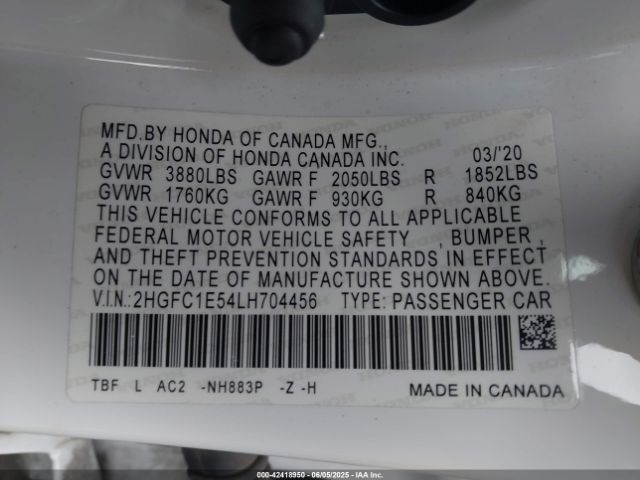 MFD.BY HONDA OF CANADA MFG.,
A DIVISION OF HONDA CANADA INC. 03/'20
GVWR 3880LBS GAWR F 2050LBS R 1852LBS
GVWR 1760KG GAWR F 930KG R 840KG
THIS VEHICLE CONFORMS TO ALL APPLICABLE
FEDERAL MOTOR VEHICLE SAFETY , BUMPER ,
AND THEFT PREVENTION STANDARDS IN EFFECT
ON THE DATE OF MANUFACTURE SHOWN ABOVE.
V.I.N.:2HGFC1E54LH704456 TYPE: PASSENGER CAR
TBF L AC2 -NH883P -Z -H MADE IN CANADA
000-42418950 - 06/05/2025 - IAA Inc.